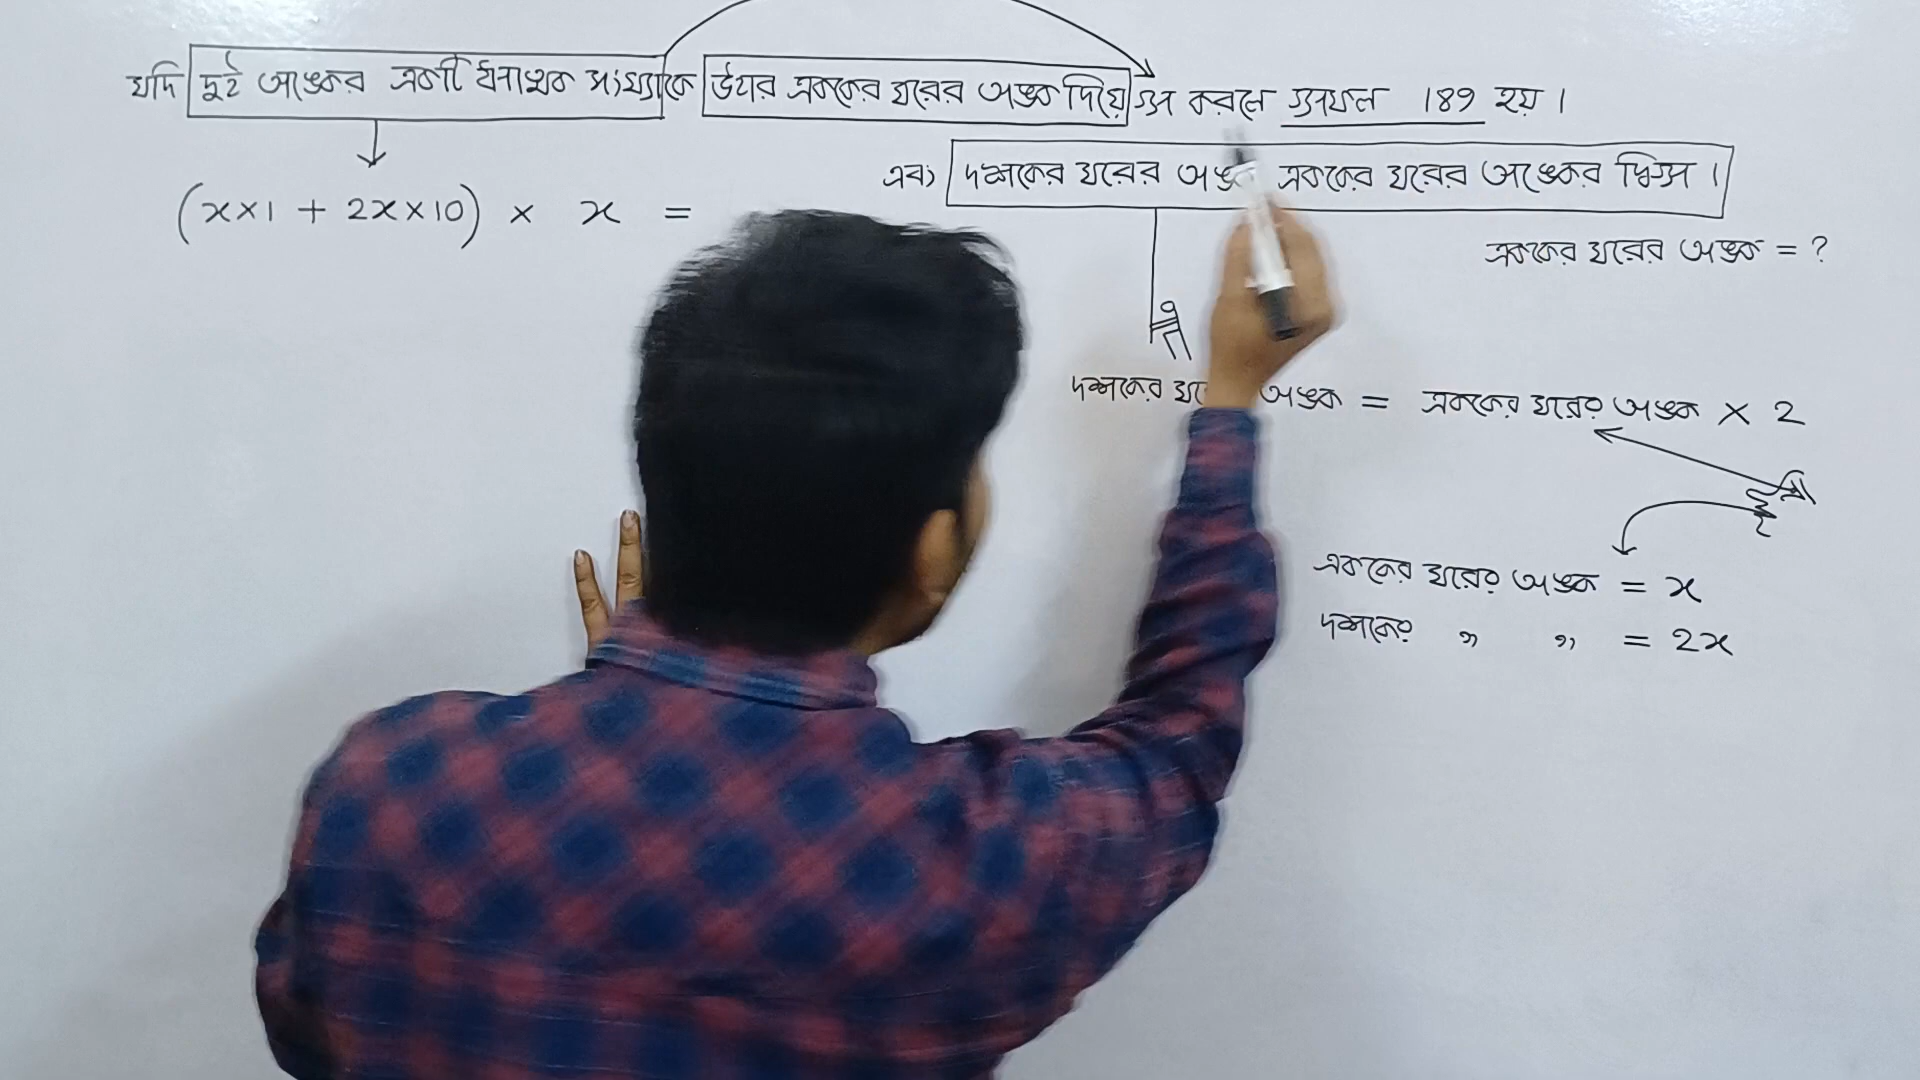 যদি দুই অঙ্কের একটি ধনাত্মক সংখ্যাকে উহার এককের ঘরের অঙ্ক দিয়ে গুণ করলে গুণফল 189 হয়।
এবং দশকের ঘরের অঙ্ক এককের ঘরের অঙ্কের দ্বিগুণ।
(x×1 + 2x×10) × x =
এককের ঘরের অঙ্ক = ?
দশকের অঙ্ক = এককের ঘরের অঙ্ক × 2
এককের ঘরের অঙ্ক = x
দশকের " " = 2x